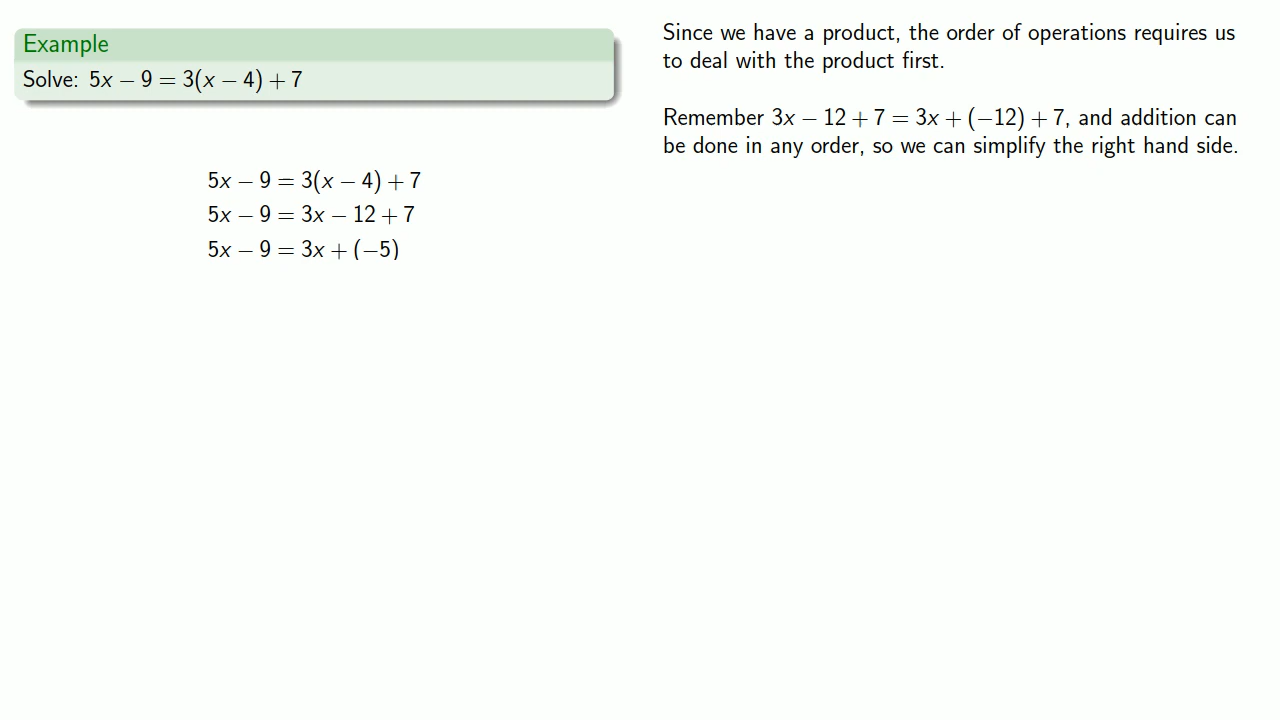 Example
Solve: 5x − 9 = 3(x − 4) + 7
5x − 9 = 3(x − 4) + 7
5x − 9 = 3x − 12 + 7
5x − 9 = 3x + (−5)
Since we have a product, the order of operations requires us
to deal with the product first.
Remember 3x − 12 + 7 = 3x + (−12) + 7, and addition can
be done in any order, so we can simplify the right hand side.